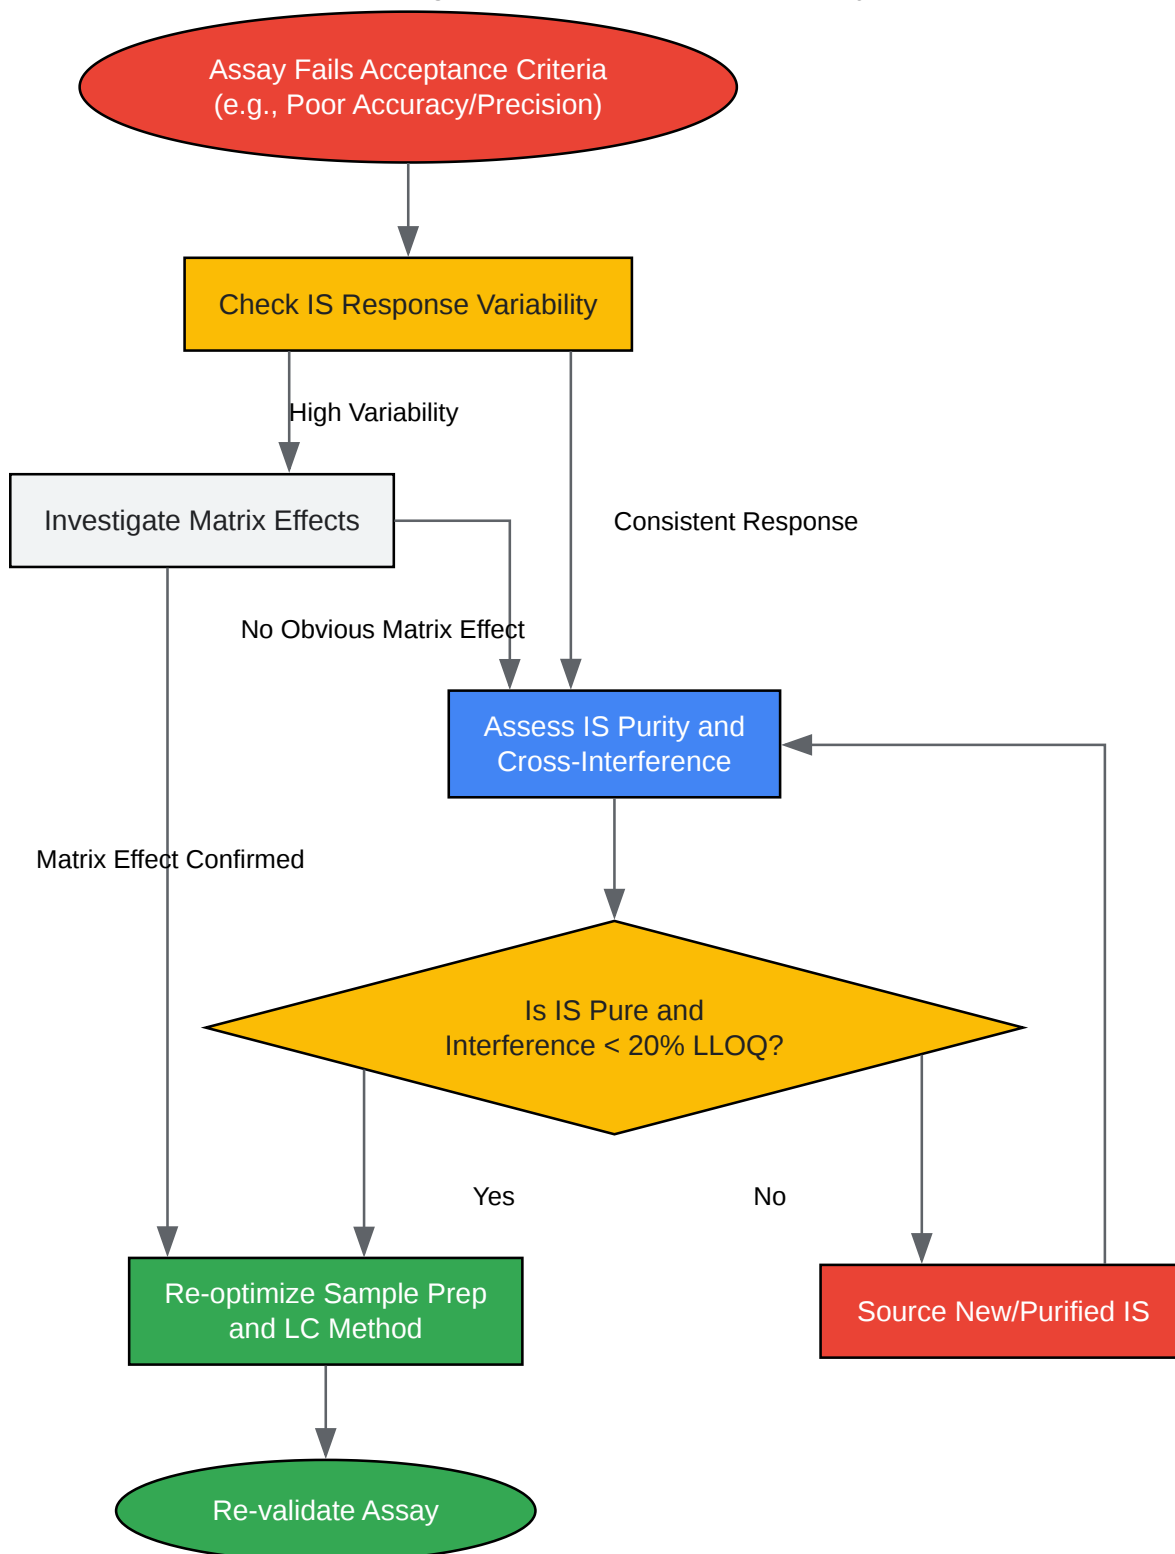 Assay Fails Acceptance Criteria
(e.g., Poor Accuracy/Precision)
Check IS Response Variability
High Variability
Investigate Matrix Effects
Consistent Response
No Obvious Matrix Effect
Assess IS Purity and
Cross-Interference
Matrix Effect Confirmed
Is IS Pure and
Interference < 20% LLOQ?
Yes
No
Re-optimize Sample Prep
and LC Method
Source New/Purified IS
Re-validate Assay